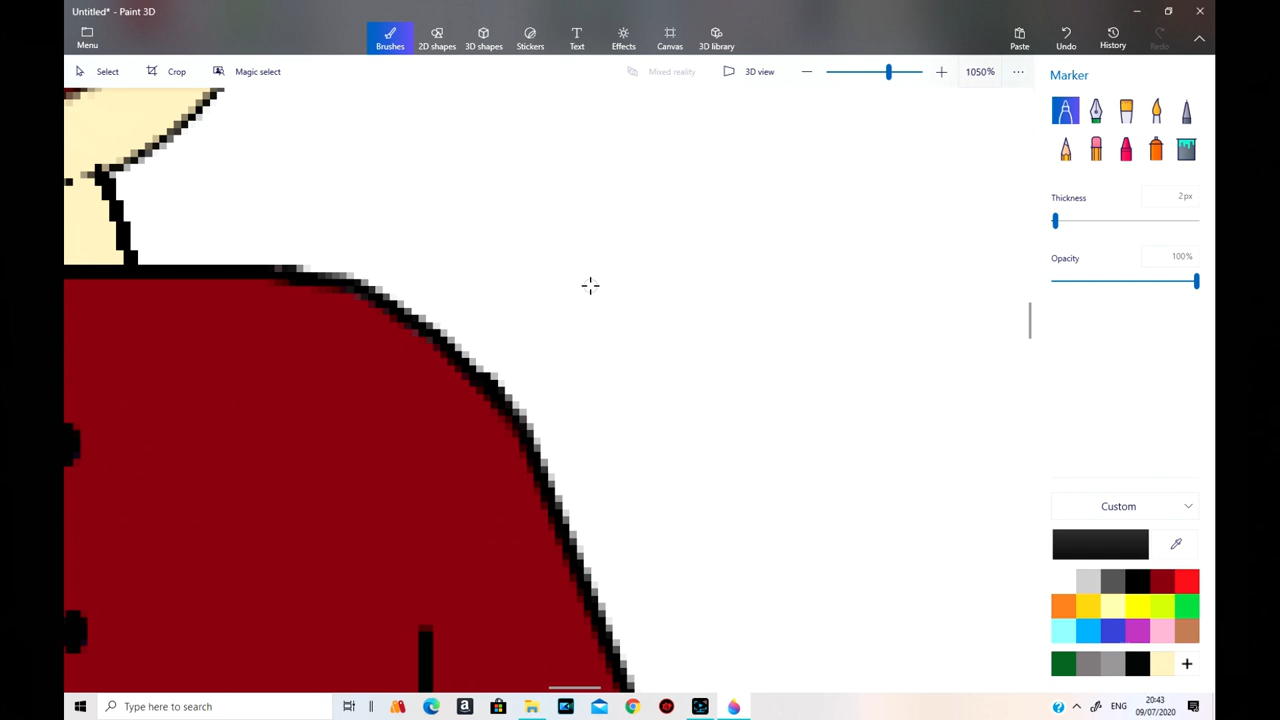 Untitled* - Paint 3D
Menu
Brushes
2D shapes
3D shapes
Stickers
Text
Effects
Canvas
3D library
Paste
Undo
History
Redo
Select
Crop
Magic select
Mixed reality
3D view
1050%
Marker
Thickness
2px
Opacity
100%
Custom
Type here to search
ENG
20:43
09/07/2020